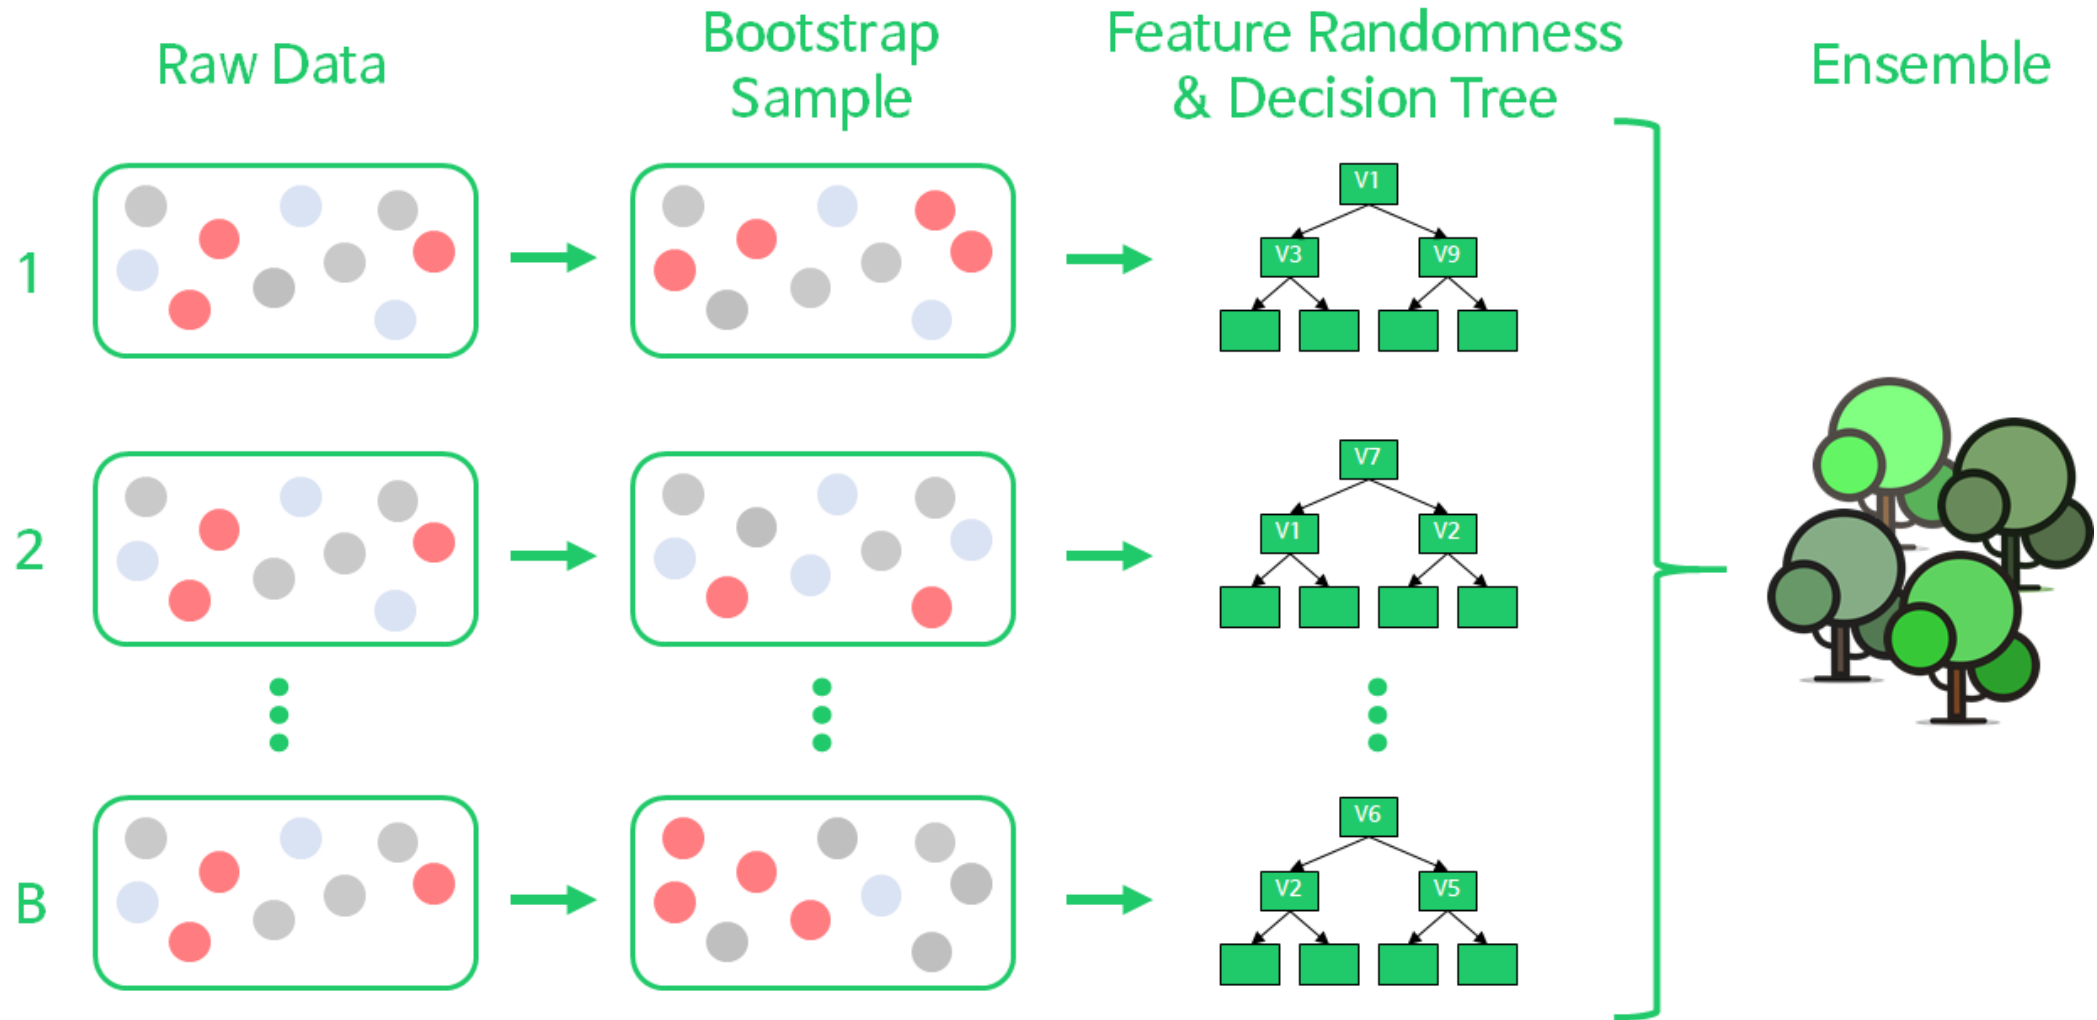 Raw Data
Bootstrap
Sample
Feature Randomness
& Decision Tree
Ensemble
1
V1
V3 V9
2
V7
V1 V2
B
V6
V2 V5